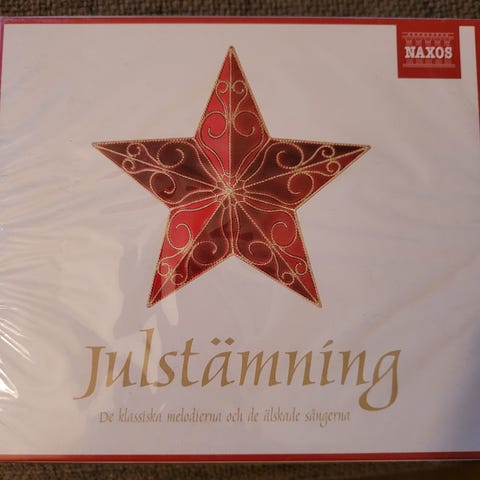 NAXOS
Julstämning
De klassiska melodierna och de älskade sångerna